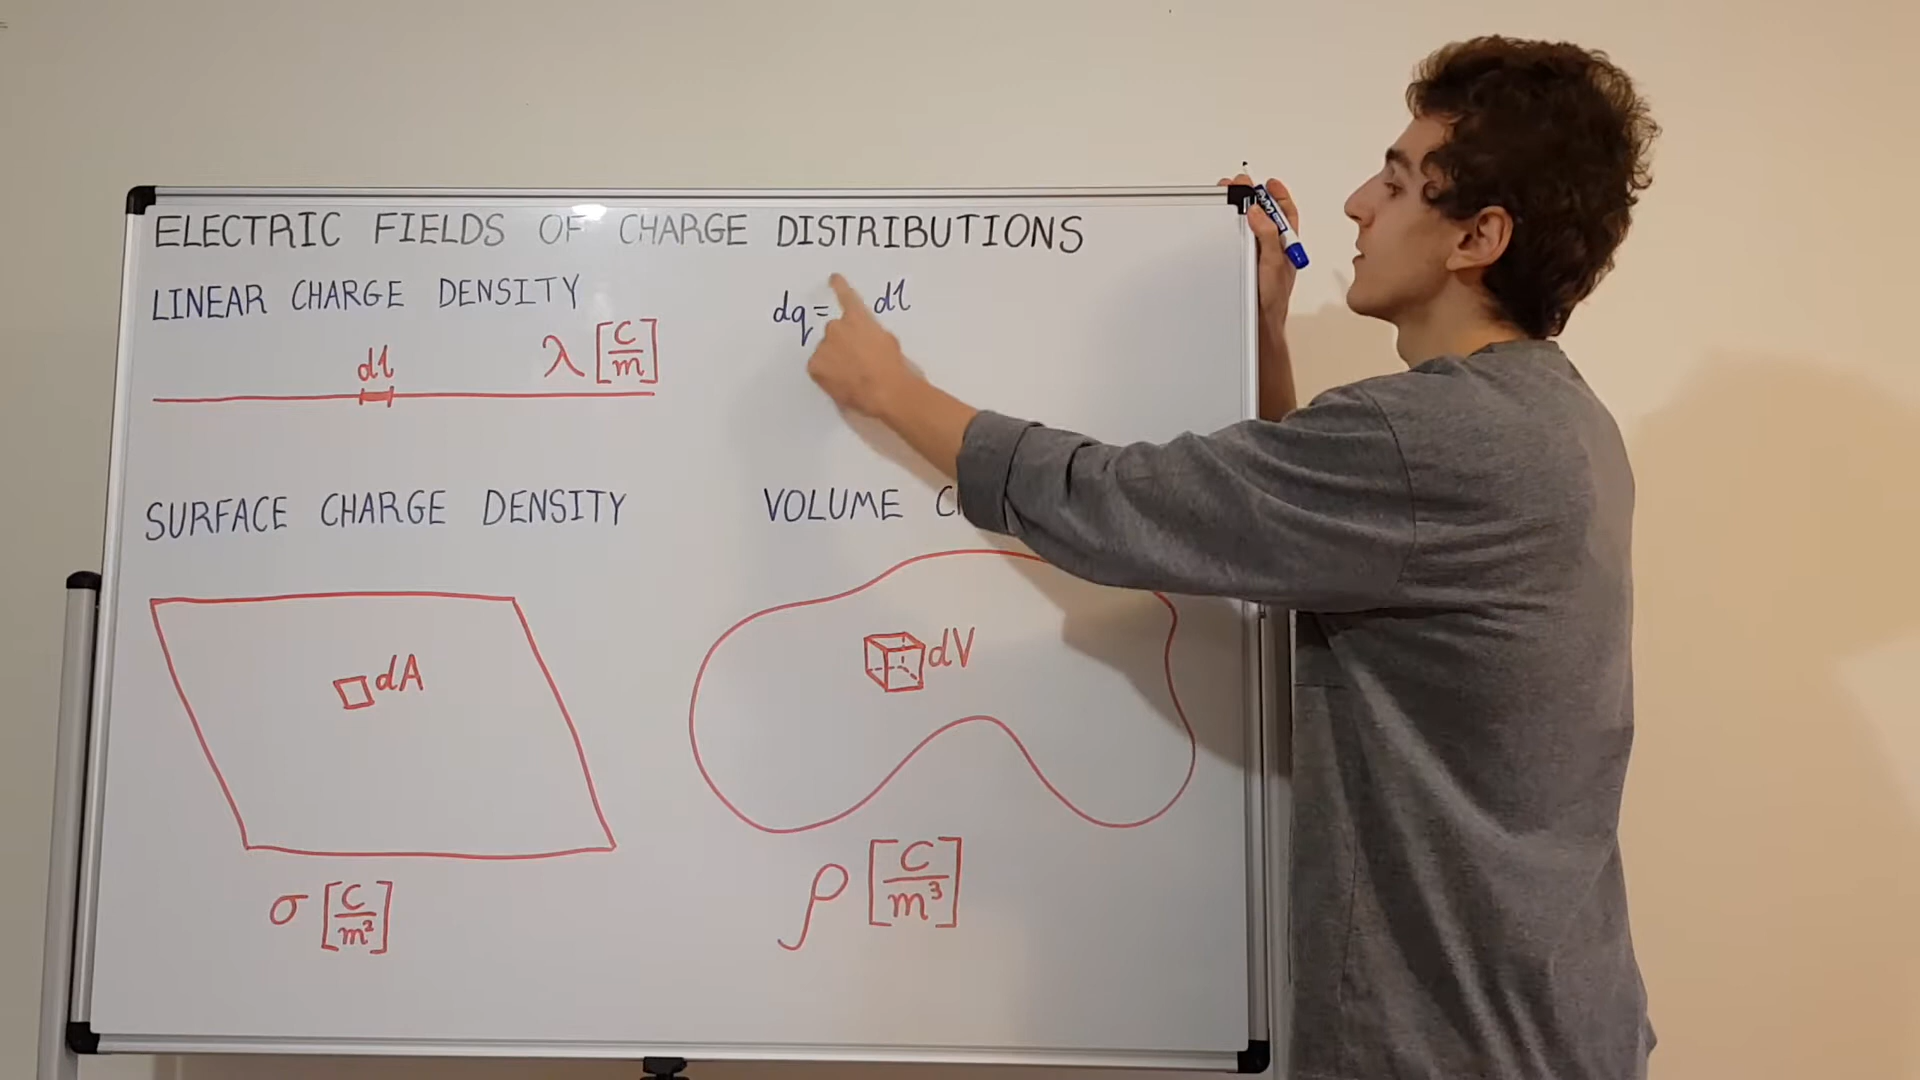 ELECTRIC FIELDS OF CHARGE DISTRIBUTIONS
LINEAR CHARGE DENSITY
dq= dl
dl
λ [C/m]
SURFACE CHARGE DENSITY
VOLUME C
dA
dV
σ [C/m²]
ρ [C/m³]